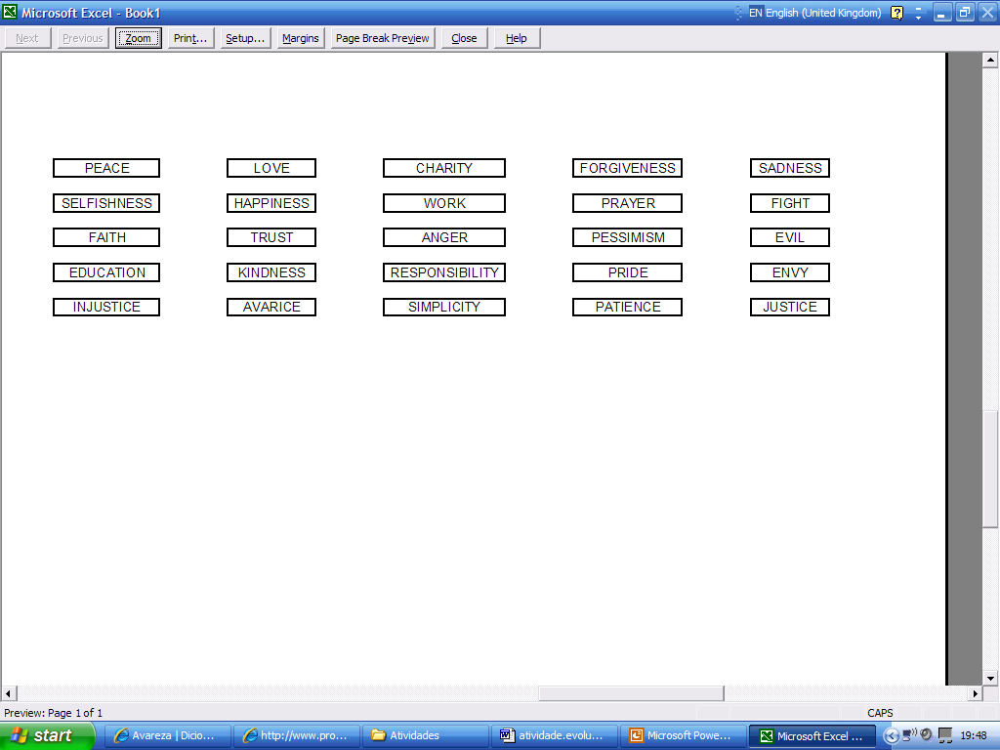 Microsoft Excel - Book1 EN English (United Kingdom)
Next Previous Zoom Print... Setup... Margins Page Break Preview Close Help
PEACE LOVE CHARITY FORGIVENESS SADNESS
SELFISHNESS HAPPINESS WORK PRAYER FIGHT
FAITH TRUST ANGER PESSIMISM EVIL
EDUCATION KINDNESS RESPONSIBILITY PRIDE ENVY
INJUSTICE AVARICE SIMPLICITY PATIENCE JUSTICE
Preview: Page 1 of 1 CAPS
start Avareza | Dicio... http://www.pro... Atividades atividade.evolu... Microsoft Powe... Microsoft Excel ... 19:48